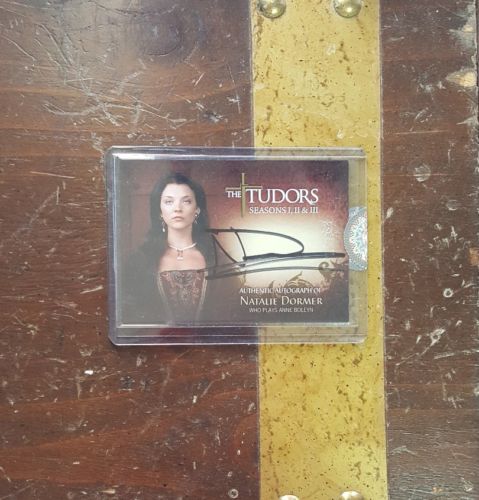 THE TUDORS
SEASONS I, II & III
AUTHENTIC AUTOGRAPH OF
NATALIE DORMER
WHO PLAYS ANNE BOLEYN